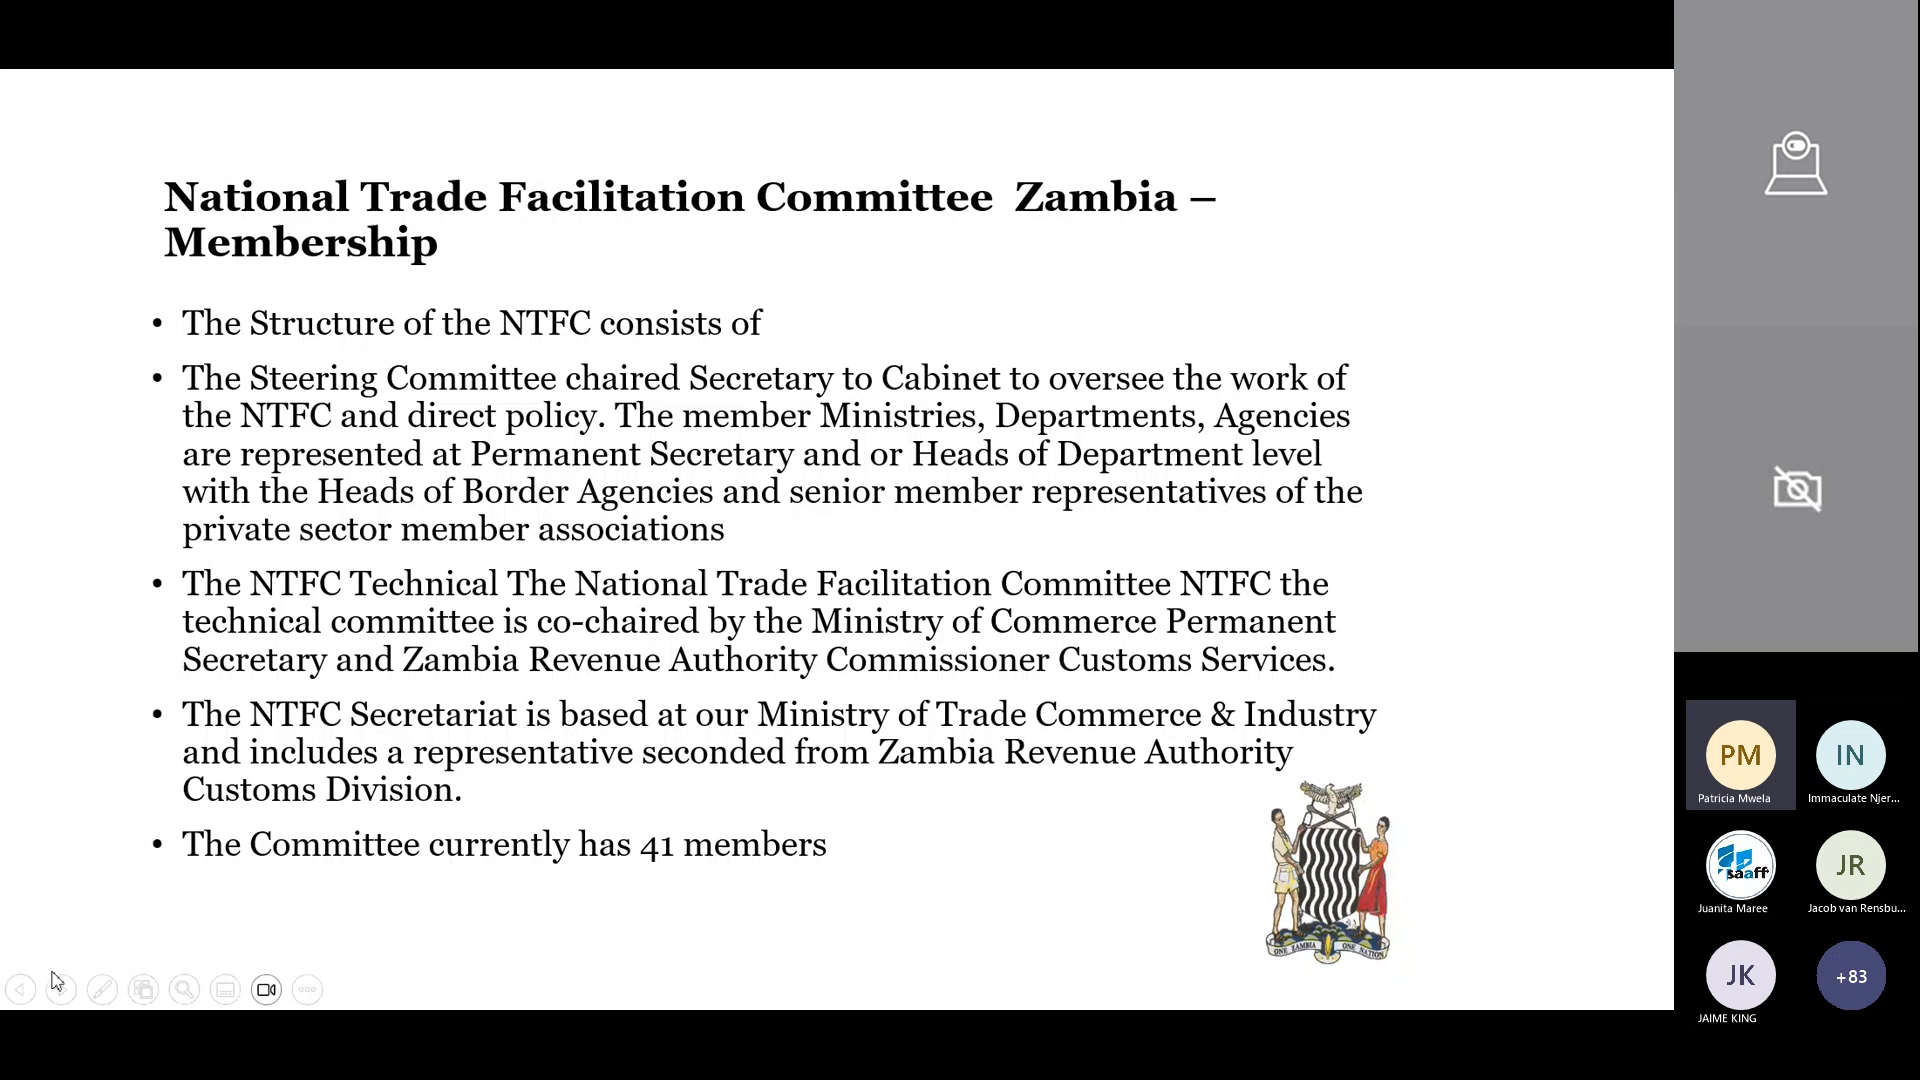 National Trade Facilitation Committee  Zambia –
Membership
• The Structure of the NTFC consists of
• The Steering Committee chaired Secretary to Cabinet to oversee the work of
the NTFC and direct policy. The member Ministries, Departments, Agencies
are represented at Permanent Secretary and or Heads of Department level
with the Heads of Border Agencies and senior member representatives of the
private sector member associations
• The NTFC Technical The National Trade Facilitation Committee NTFC the
technical committee is co-chaired by the Ministry of Commerce Permanent
Secretary and Zambia Revenue Authority Commissioner Customs Services.
• The NTFC Secretariat is based at our Ministry of Trade Commerce & Industry
and includes a representative seconded from Zambia Revenue Authority
Customs Division.
• The Committee currently has 41 members
ONE ZAMBIA ONE NATION
PM
Patricia Mwela
IN
Immaculate Njer...
saaff
Juanita Maree
JR
Jacob van Rensbu...
JK
JAIME KING
+83